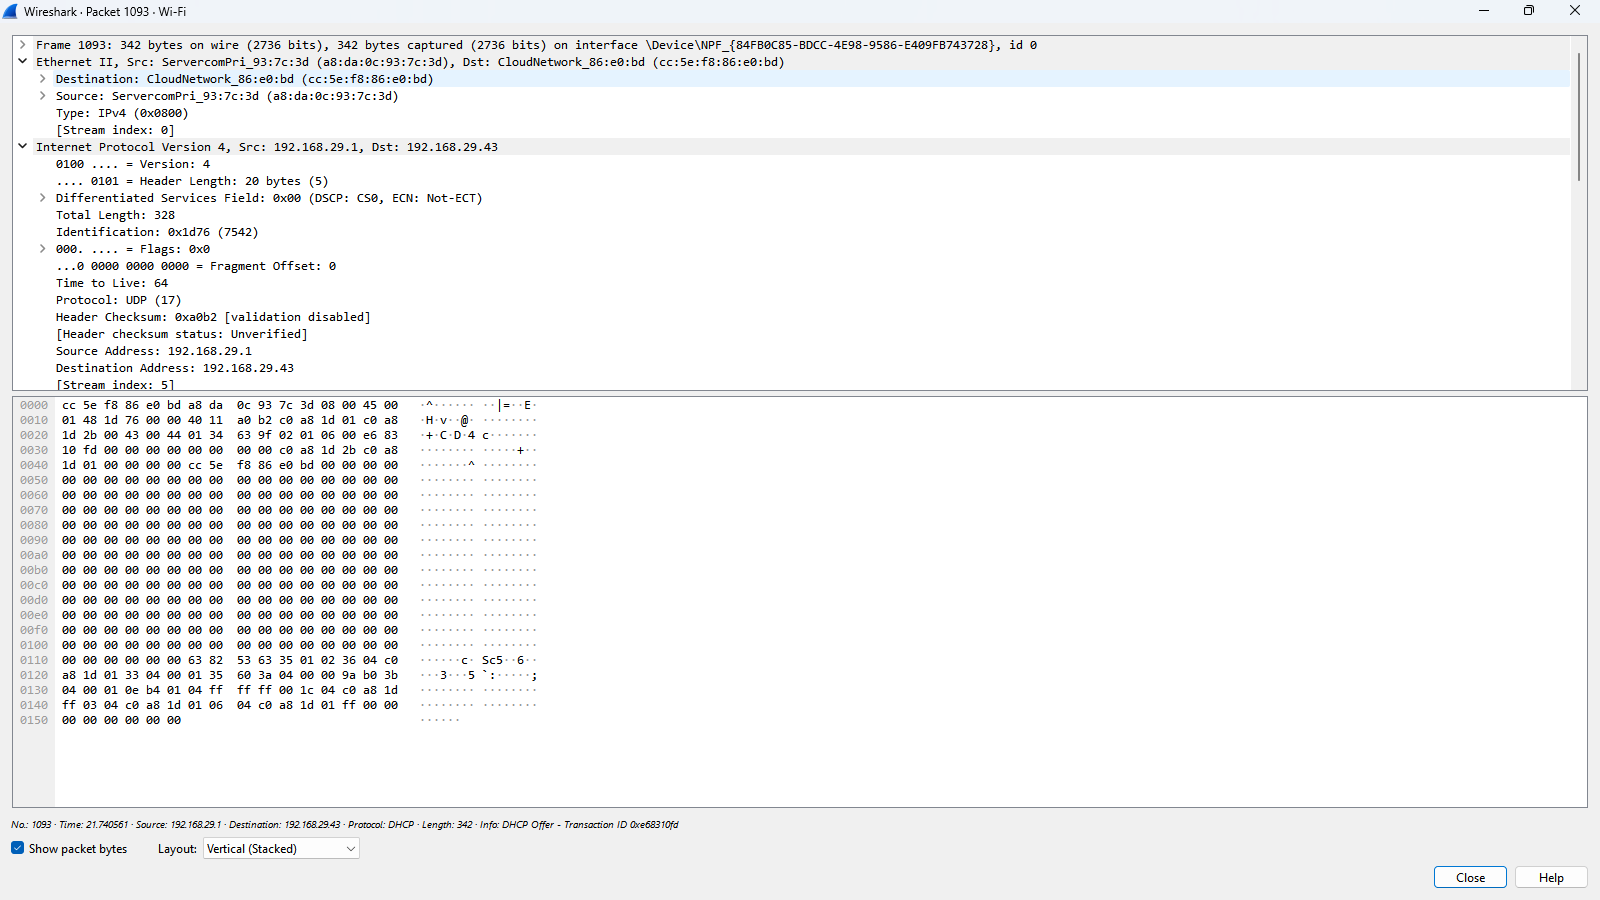 Wireshark · Packet 1093 · Wi-Fi
Frame 1093: 342 bytes on wire (2736 bits), 342 bytes captured (2736 bits) on interface \Device\NPF_{84FB0C85-BDCC-4E98-9586-E409FB743728}, id 0
Ethernet II, Src: ServercomPri_93:7c:3d (a8:da:0c:93:7c:3d), Dst: CloudNetwork_86:e0:bd (cc:5e:f8:86:e0:bd)
Destination: CloudNetwork_86:e0:bd (cc:5e:f8:86:e0:bd)
Source: ServercomPri_93:7c:3d (a8:da:0c:93:7c:3d)
Type: IPv4 (0x0800)
[Stream index: 0]
Internet Protocol Version 4, Src: 192.168.29.1, Dst: 192.168.29.43
0100 .... = Version: 4
.... 0101 = Header Length: 20 bytes (5)
Differentiated Services Field: 0x00 (DSCP: CS0, ECN: Not-ECT)
Total Length: 328
Identification: 0x1d76 (7542)
000. .... = Flags: 0x0
...0 0000 0000 0000 = Fragment Offset: 0
Time to Live: 64
Protocol: UDP (17)
Header Checksum: 0xa0b2 [validation disabled]
[Header checksum status: Unverified]
Source Address: 192.168.29.1
Destination Address: 192.168.29.43
[Stream index: 5]
0000 cc 5e f8 86 e0 bd a8 da 0c 93 7c 3d 08 00 45 00 ·^······ ··|=··E·
0010 01 48 1d 76 00 00 40 11 a0 b2 c0 a8 1d 01 c0 a8 ·H·v··@· ········
0020 1d 2b 00 43 00 44 01 34 63 9f 02 01 06 00 e6 83 ·+·C·D·4 c·······
0030 10 fd 00 00 00 00 00 00 00 00 c0 a8 1d 2b c0 a8 ········ ·····+··
0040 1d 01 00 00 00 00 cc 5e f8 86 e0 bd 00 00 00 00 ·······^ ········
0050 00 00 00 00 00 00 00 00 00 00 00 00 00 00 00 00 ········ ········
0060 00 00 00 00 00 00 00 00 00 00 00 00 00 00 00 00 ········ ········
0070 00 00 00 00 00 00 00 00 00 00 00 00 00 00 00 00 ········ ········
0080 00 00 00 00 00 00 00 00 00 00 00 00 00 00 00 00 ········ ········
0090 00 00 00 00 00 00 00 00 00 00 00 00 00 00 00 00 ········ ········
00a0 00 00 00 00 00 00 00 00 00 00 00 00 00 00 00 00 ········ ········
00b0 00 00 00 00 00 00 00 00 00 00 00 00 00 00 00 00 ········ ········
00c0 00 00 00 00 00 00 00 00 00 00 00 00 00 00 00 00 ········ ········
00d0 00 00 00 00 00 00 00 00 00 00 00 00 00 00 00 00 ········ ········
00e0 00 00 00 00 00 00 00 00 00 00 00 00 00 00 00 00 ········ ········
00f0 00 00 00 00 00 00 00 00 00 00 00 00 00 00 00 00 ········ ········
0100 00 00 00 00 00 00 00 00 00 00 00 00 00 00 00 00 ········ ········
0110 00 00 00 00 00 00 63 82 53 63 35 01 02 36 04 c0 ······c· Sc5··6··
0120 a8 1d 01 33 04 00 01 35 60 3a 04 00 00 9a b0 3b ···3···5 `:·····;
0130 04 00 01 0e b4 01 04 ff ff ff 00 1c 04 c0 a8 1d ········ ········
0140 ff 03 04 c0 a8 1d 01 06 04 c0 a8 1d 01 ff 00 00 ········ ········
0150 00 00 00 00 00 00 ······
No.: 1093 · Time: 21.740561 · Source: 192.168.29.1 · Destination: 192.168.29.43 · Protocol: DHCP · Length: 342 · Info: DHCP Offer - Transaction ID 0xe68310fd
Show packet bytes Layout: Vertical (Stacked)
Close Help